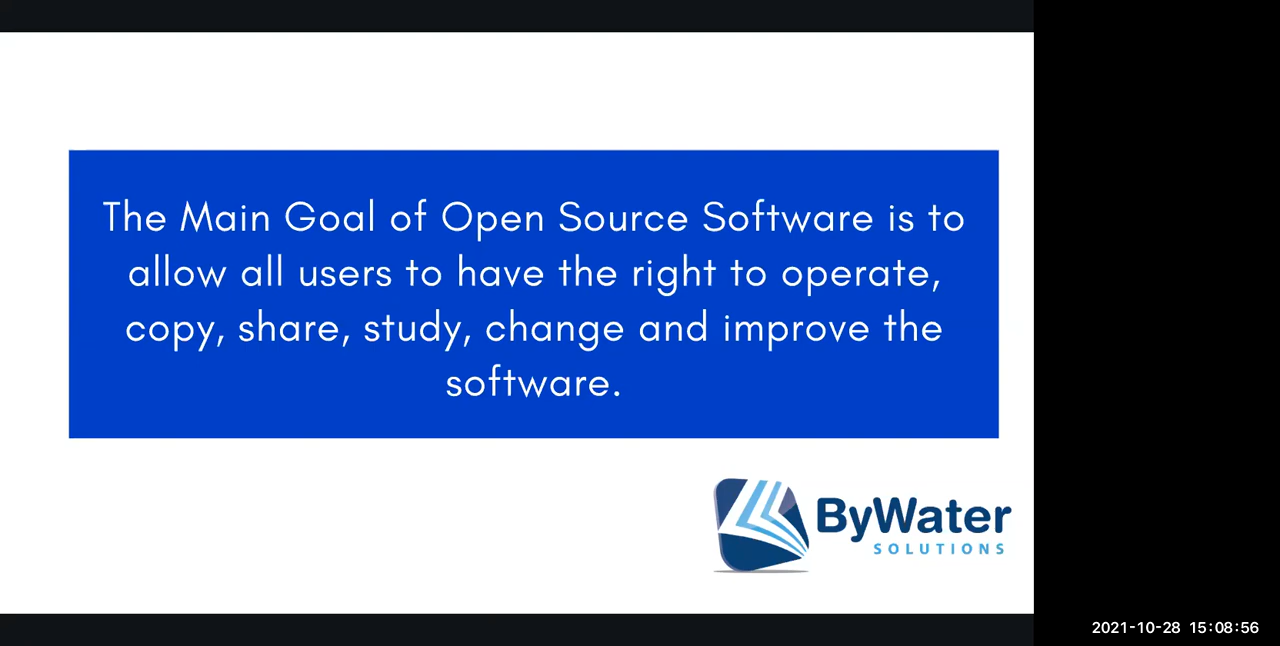 The Main Goal of Open Source Software is to
allow all users to have the right to operate,
copy, share, study, change and improve the
software.
ByWater
SOLUTIONS
2021-10-28 15:08:56